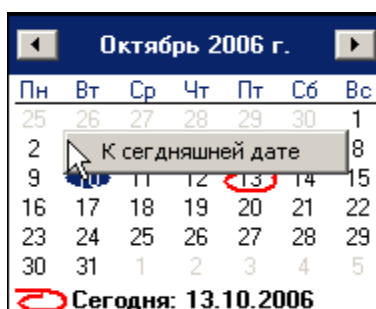 Октябрь 2006 г.
Пн Вт Ср Чт Пт Сб Вс
25 26 27 28 29 30 1
2 К сегдняшней дате 8
9 10 11 12 13 14 15
16 17 18 19 20 21 22
23 24 25 26 27 28 29
30 31 1 2 3 4 5
Сегодня: 13.10.2006